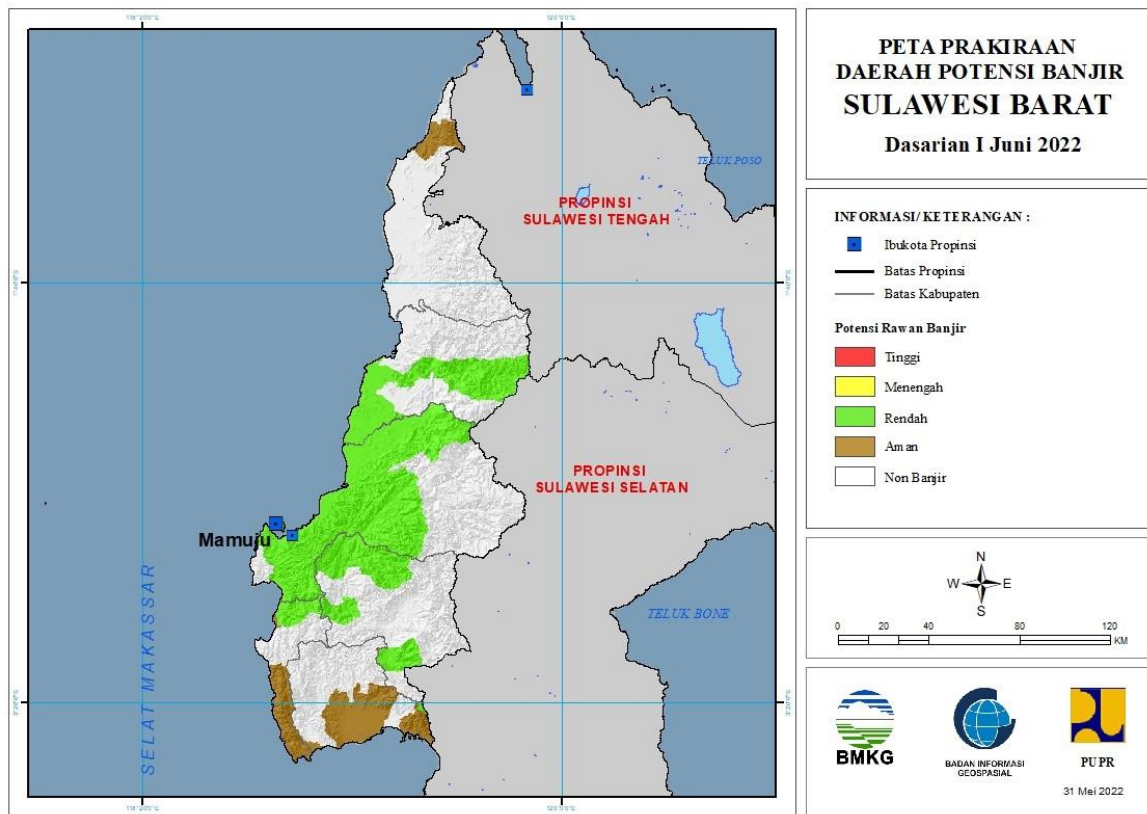 PETA PRAKIRAAN
DAERAH POTENSI BANJIR
SULAWESI BARAT
Dasarian I Juni 2022
INFORMASI/ KETERANGAN :
Ibukota Propinsi
Batas Propinsi
Batas Kabupaten
Potensi Rawan Banjir
Tinggi
Menengah
Rendah
Aman
Non Banjir
N
W E
S
0 20 40 80 120
KM
BMKG
BADAN INFORMASI
GEOSPASIAL
PUPR
31 Mei 2022
TELUK POSO
PROPINSI
SULAWESI TENGAH
PROPINSI
SULAWESI SELATAN
Mamuju
TELUK BONE
SELAT MAKASSAR